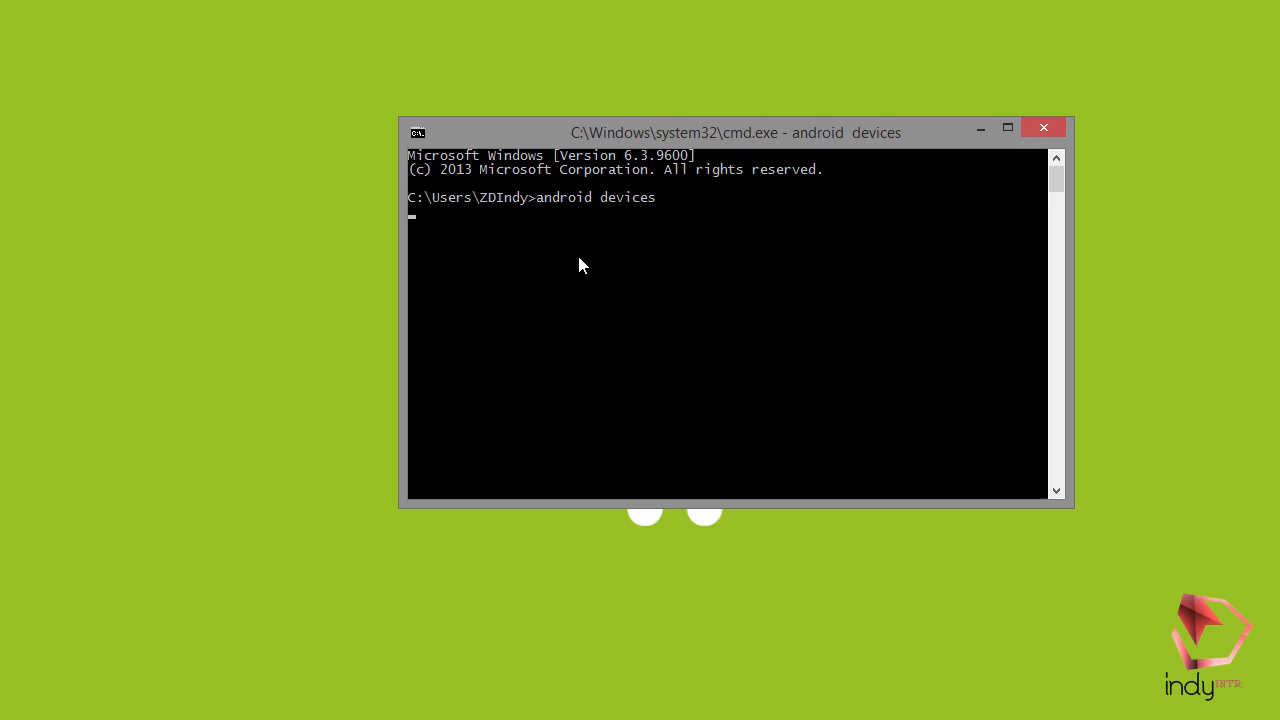 C:\Windows\system32\cmd.exe - android  devices
Microsoft Windows [Version 6.3.9600]
(c) 2013 Microsoft Corporation. All rights reserved.
C:\Users\ZDIndy>android devices
indy INTR